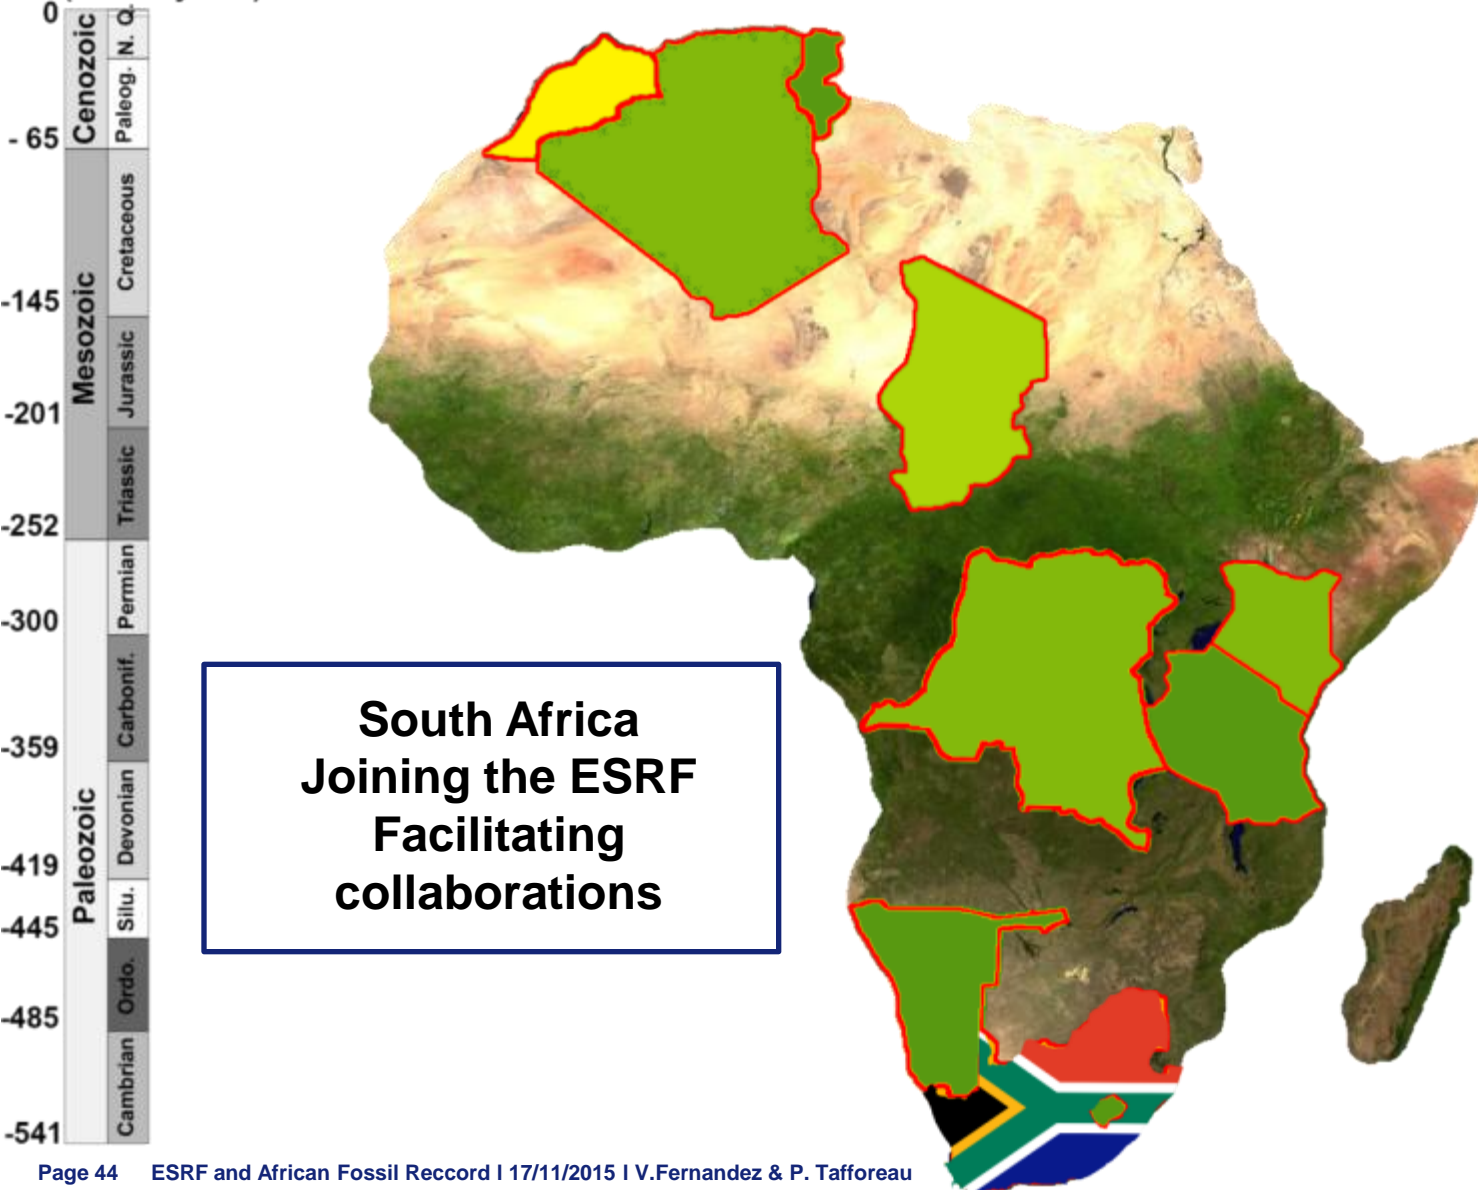 0
- 65
-145
-201
-252
-300
-359
-419
-445
-485
-541
Cenozoic
Mesozoic
Paleozoic
Q.
N.
Paleog.
Cretaceous
Jurassic
Triassic
Permian
Carbonif.
Devonian
Silu.
Ordo.
Cambrian
South Africa
Joining the ESRF
Facilitating
collaborations
Page 44 ESRF and African Fossil Reccord l 17/11/2015 l V.Fernandez & P. Tafforeau